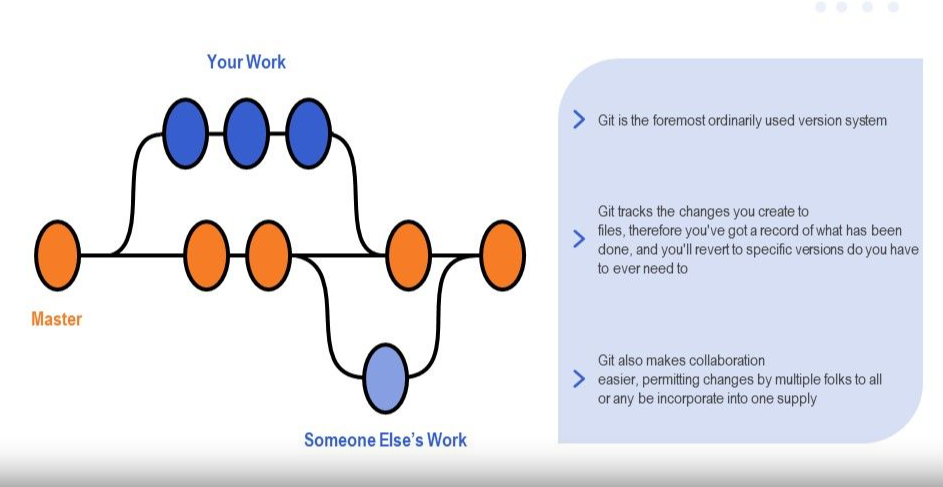 Your Work
Master
Someone Else's Work
Git is the foremost ordinarily used version system
Git tracks the changes you create to
files, therefore you've got a record of what has been
done, and you'll revert to specific versions do you have
to ever need to
Git also makes collaboration
easier, permitting changes by multiple folks to all
or any be incorporate into one supply